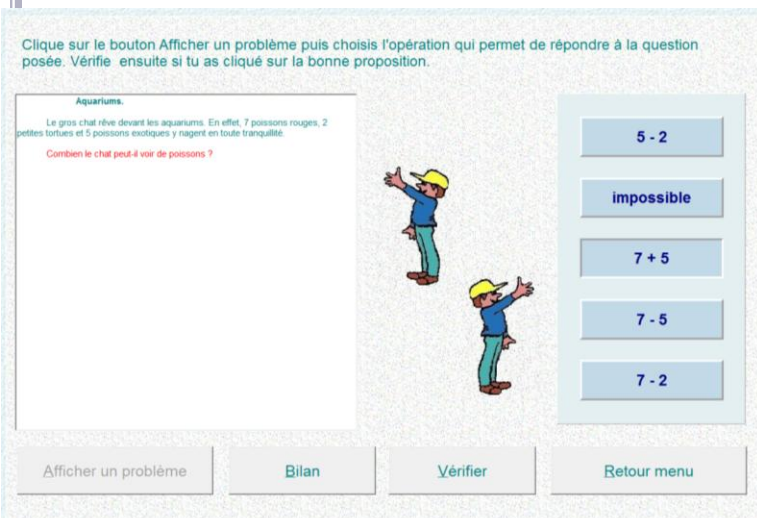 Clique sur le bouton Afficher un problème puis choisis l'opération qui permet de répondre à la question
posée. Vérifie ensuite si tu as cliqué sur la bonne proposition.
Aquariums.
Le gros chat rêve devant les aquariums. En effet, 7 poissons rouges, 2
petites tortues et 5 poissons exotiques y nagent en toute tranquillité.
Combien le chat peut-il voir de poissons ?
5 - 2
impossible
7 + 5
7 - 5
7 - 2
Afficher un problème
Bilan
Vérifier
Retour menu